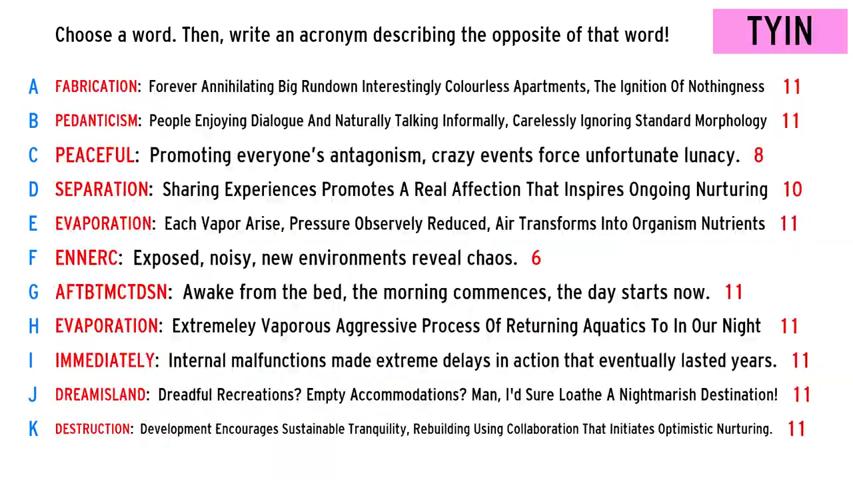 Choose a word. Then, write an acronym describing the opposite of that word!
TYIN
A FABRICATION: Forever Annihilating Big Rundown Interestingly Colourless Apartments, The Ignition Of Nothingness 11
B PEDANTICISM: People Enjoying Dialogue And Naturally Talking Informally, Carelessly Ignoring Standard Morphology 11
C PEACEFUL: Promoting everyone's antagonism, crazy events force unfortunate lunacy. 8
D SEPARATION: Sharing Experiences Promotes A Real Affection That Inspires Ongoing Nurturing 10
E EVAPORATION: Each Vapor Arise, Pressure Observely Reduced, Air Transforms Into Organism Nutrients 11
F ENNERC: Exposed, noisy, new environments reveal chaos. 6
G AFTBTMCTDSN: Awake from the bed, the morning commences, the day starts now. 11
H EVAPORATION: Extremeley Vaporous Aggressive Process Of Returning Aquatics To In Our Night 11
I IMMEDIATELY: Internal malfunctions made extreme delays in action that eventually lasted years. 11
J DREAMISLAND: Dreadful Recreations? Empty Accommodations? Man, I'd Sure Loathe A Nightmarish Destination! 11
K DESTRUCTION: Development Encourages Sustainable Tranquility, Rebuilding Using Collaboration That Initiates Optimistic Nurturing. 11